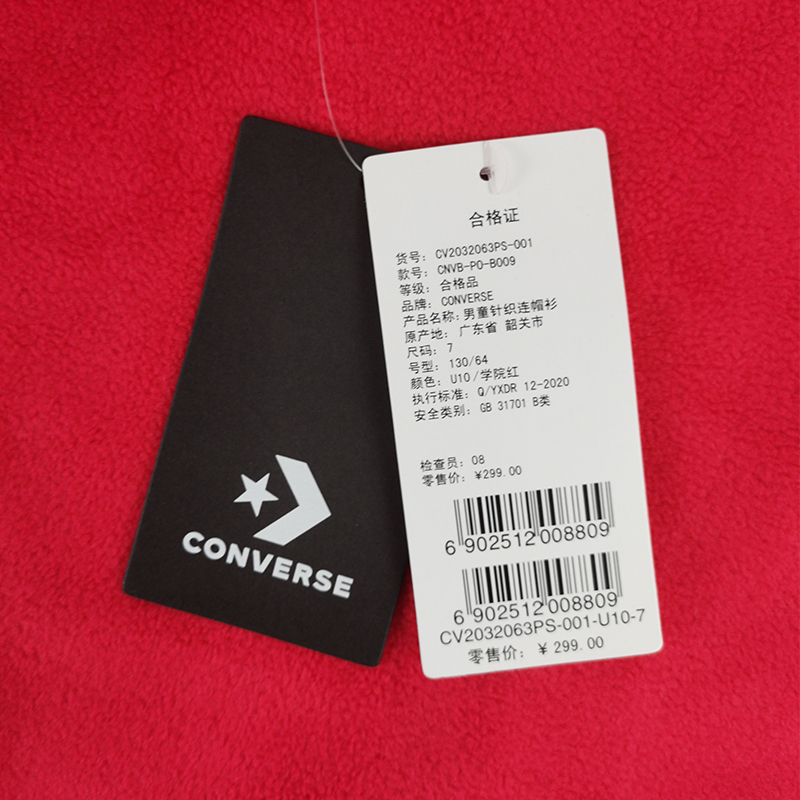 CONVERSE
合格证
货号: CV2032063PS-001
款号: CNVB-PO-B009
等级: 合格品
品牌: CONVERSE
产品名称: 男童针织连帽衫
原产地: 广东省 韶关市
尺码: 7
号型: 130/64
颜色: U10/学院红
执行标准: Q/YXDR 12-2020
安全类别: GB 31701 B类
检查员: 08
零售价: ¥299.00
6 902512 008809
6 902512 008809
CV2032063PS-001-U10-7
零售价: ¥ 299.00